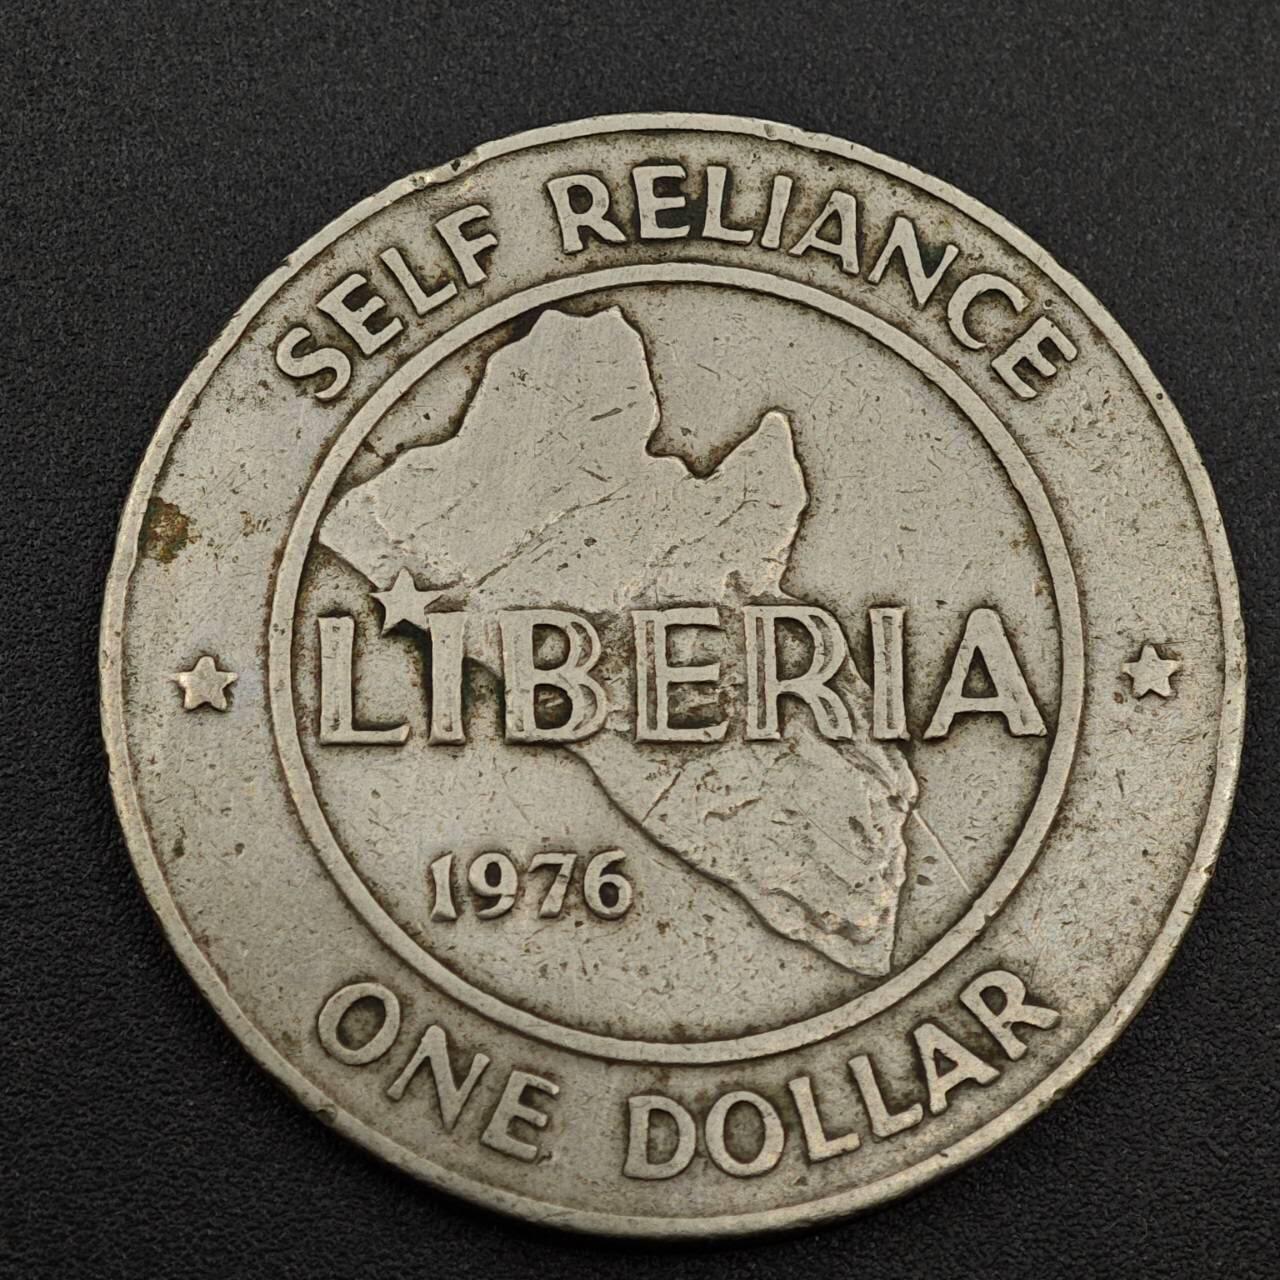 SELF RELIANCE
LIBERIA
1976
ONE DOLLAR